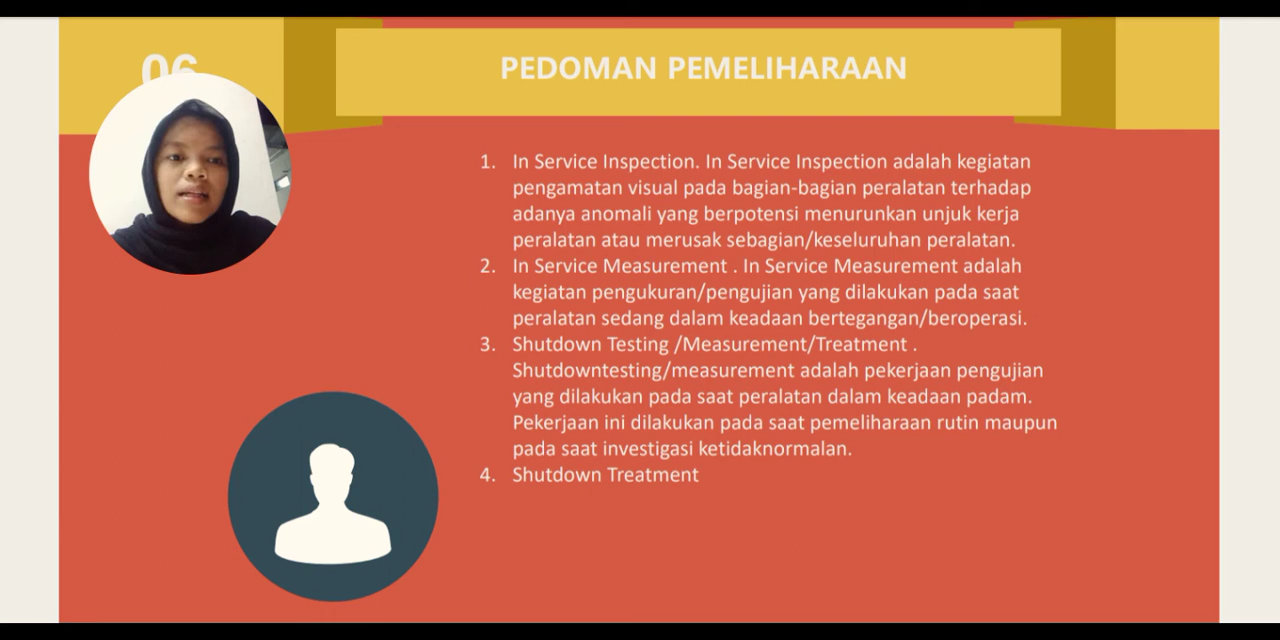 06
PEDOMAN PEMELIHARAAN
1. In Service Inspection. In Service Inspection adalah kegiatan
pengamatan visual pada bagian-bagian peralatan terhadap
adanya anomali yang berpotensi menurunkan unjuk kerja
peralatan atau merusak sebagian/keseluruhan peralatan.
2. In Service Measurement . In Service Measurement adalah
kegiatan pengukuran/pengujian yang dilakukan pada saat
peralatan sedang dalam keadaan bertegangan/beroperasi.
3. Shutdown Testing /Measurement/Treatment .
Shutdowntesting/measurement adalah pekerjaan pengujian
yang dilakukan pada saat peralatan dalam keadaan padam.
Pekerjaan ini dilakukan pada saat pemeliharaan rutin maupun
pada saat investigasi ketidaknormalan.
4. Shutdown Treatment